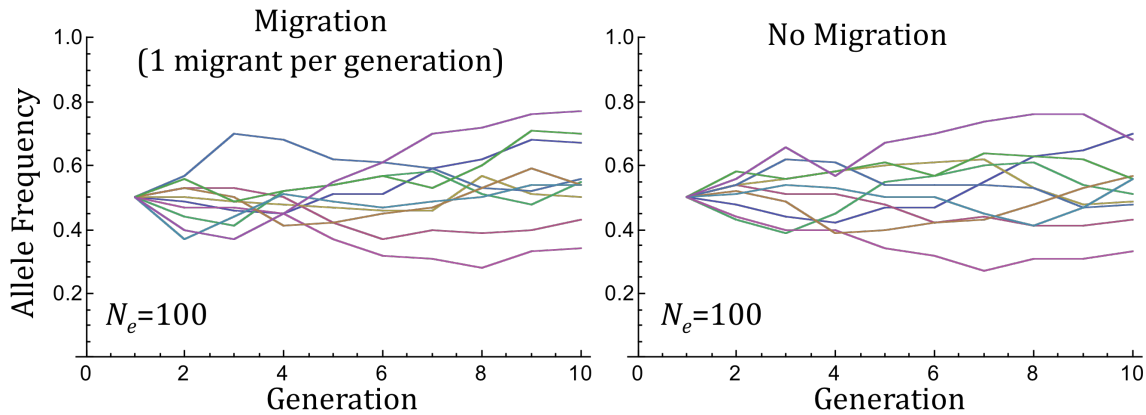 Migration
(1 migrant per generation)
No Migration
Allele Frequency
1.0
0.8
0.6
0.4
0.2
Nₑ=100
0 2 4 6 8 10
Generation
1.0
0.8
0.6
0.4
0.2
Nₑ=100
0 2 4 6 8 10
Generation